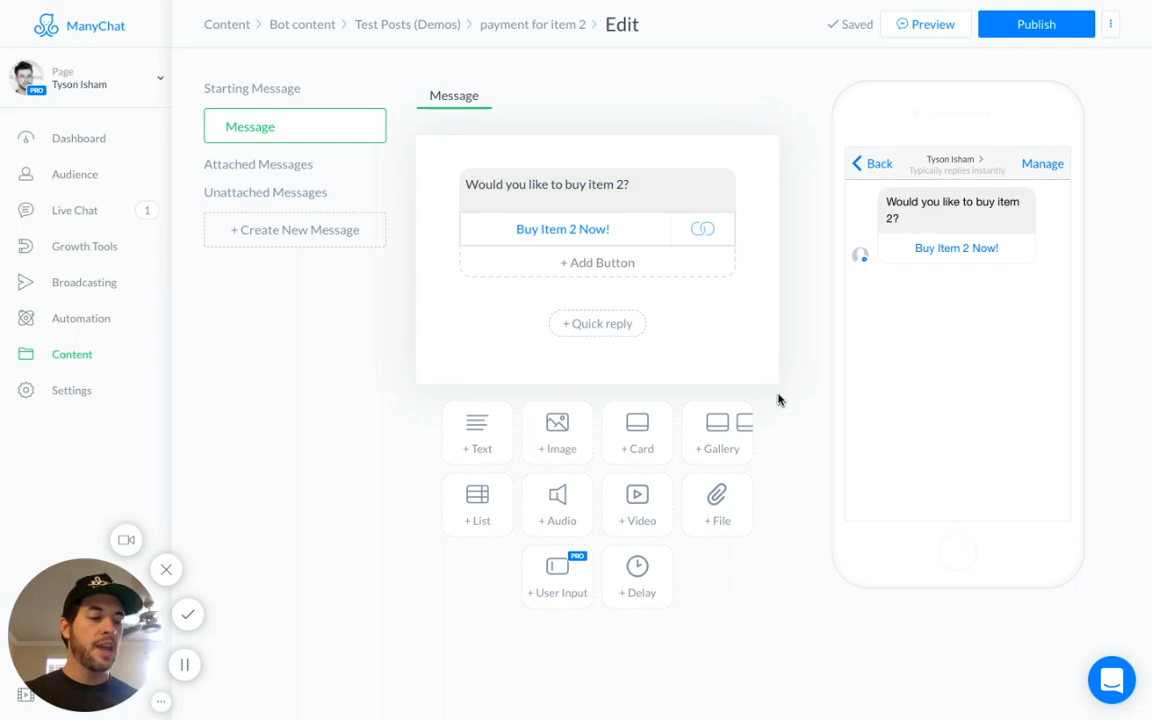 ManyChat
Content > Bot content > Test Posts (Demos) > payment for item 2 > Edit
Saved
Preview
Publish
Page
Tyson Isham
PRO
Dashboard
Audience
Live Chat 1
Growth Tools
Broadcasting
Automation
Content
Settings
Starting Message
Message
Attached Messages
Unattached Messages
+ Create New Message
Message
Would you like to buy item 2?
Buy Item 2 Now!
+ Add Button
+ Quick reply
+ Text
+ Image
+ Card
+ Gallery
+ List
+ Audio
+ Video
+ File
PRO
+ User Input
+ Delay
Back
Tyson Isham >
Typically replies instantly
Manage
Would you like to buy item
2?
Buy Item 2 Now!